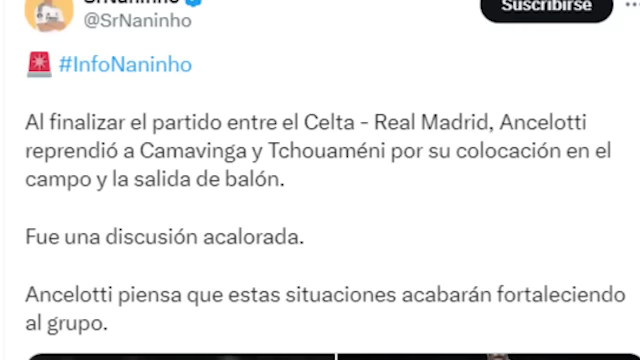 SrNaninho
Suscribirse
@SrNaninho
#InfoNaninho
Al finalizar el partido entre el Celta - Real Madrid, Ancelotti
reprendió a Camavinga y Tchouaméni por su colocación en el
campo y la salida de balón.
Fue una discusión acalorada.
Ancelotti piensa que estas situaciones acabarán fortaleciendo
al grupo.